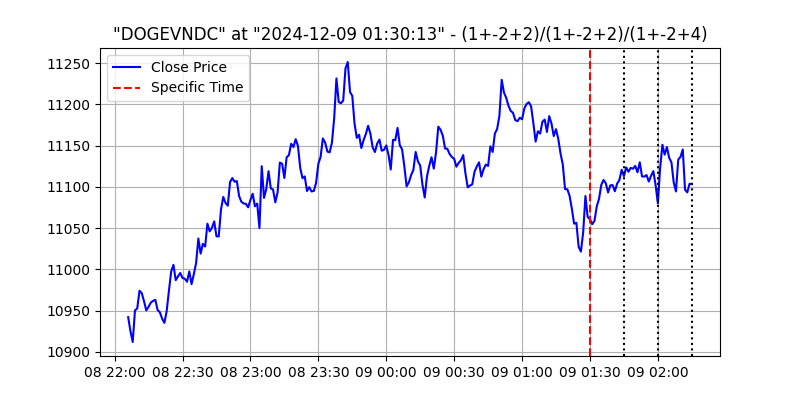 "DOGEVNDC" at "2024-12-09 01:30:13" - (1+-2+2)/(1+-2+2)/(1+-2+4)
Close Price
Specific Time
11250
11200
11150
11100
11050
11000
10950
10900
08 22:00 08 22:30 08 23:00 08 23:30 09 00:00 09 00:30 09 01:00 09 01:30 09 02:00